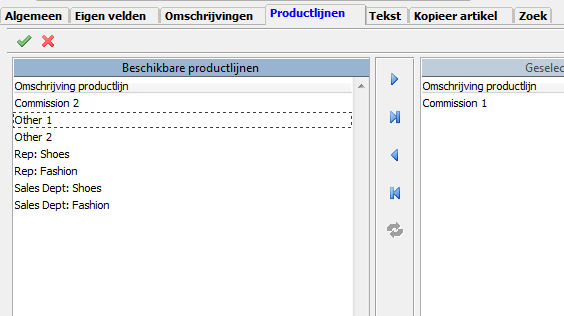 Algemeen Eigen velden Omschrijvingen Productlijnen Tekst Kopieer artikel Zoek
Beschikbare productlijnen
Omschrijving productlijn
Commission 2
Other 1
Other 2
Rep: Shoes
Rep: Fashion
Sales Dept: Shoes
Sales Dept: Fashion
Geselec
Omschrijving productlijn
Commission 1